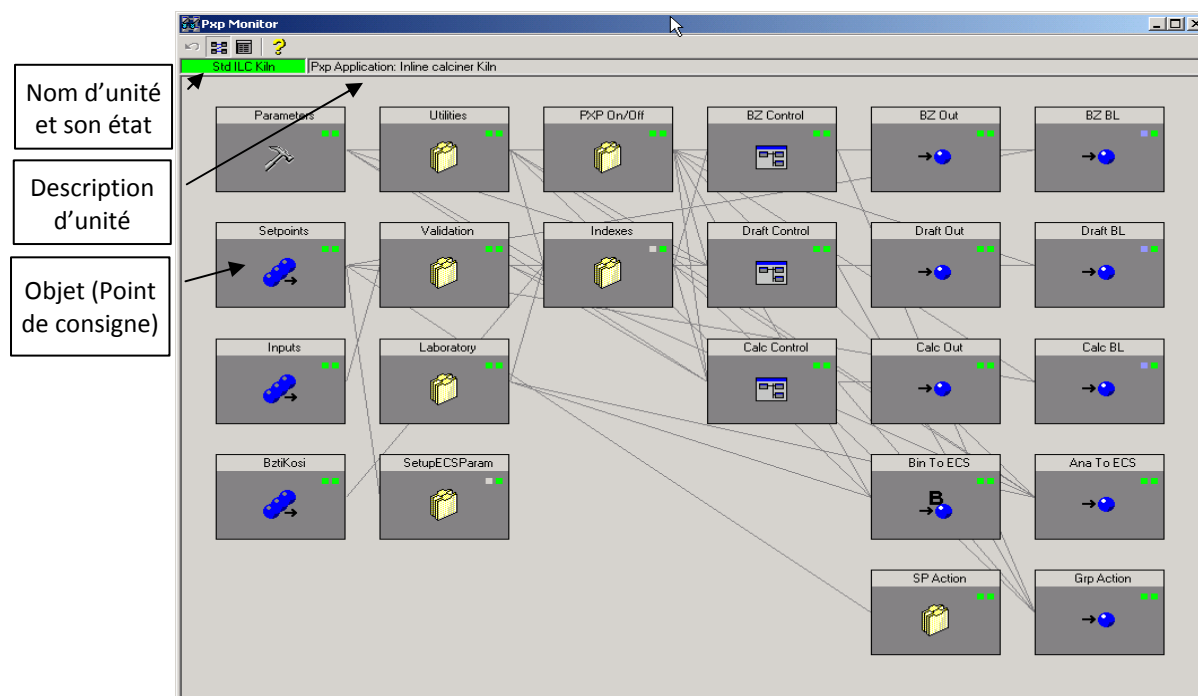 Pxp Monitor
Std ILC Kiln
Pxp Application: Inline calciner Kiln
Nom d’unité
et son état
Description
d’unité
Objet (Point
de consigne)
Parameters
Utilities
PXP On/Off
BZ Control
BZ Out
BZ BL
Setpoints
Validation
Indexes
Draft Control
Draft Out
Draft BL
Inputs
Laboratory
Calc Control
Calc Out
Calc BL
BztiKosi
SetupECSParam
Bin To ECS
B
Ana To ECS
SP Action
Grp Action